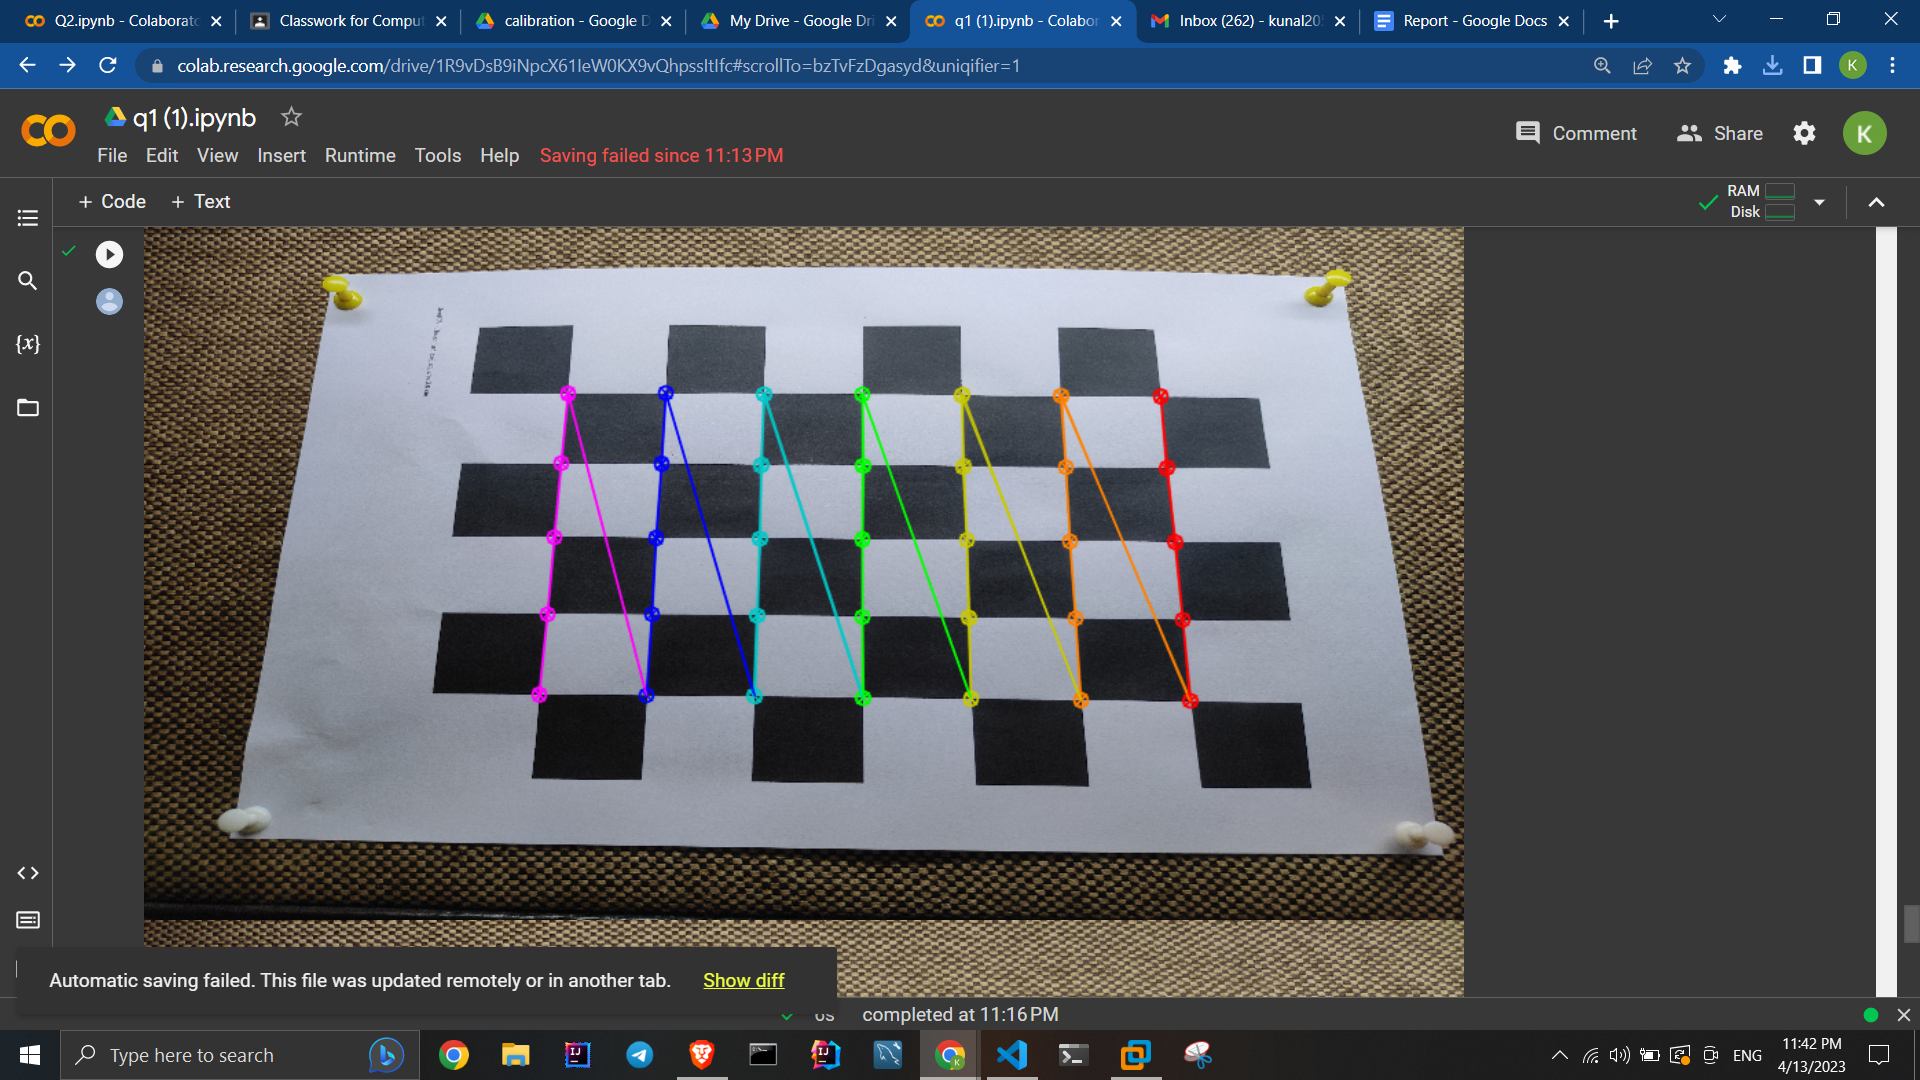 Q2.ipynb - Colaborato
Classwork for Comput
calibration - Google D
My Drive - Google Dri
q1 (1).ipynb - Colabor
Inbox (262) - kunal20
Report - Google Docs
colab.research.google.com/drive/1R9vDsB9iNpcX61IeW0KX9vQhpssItIfc#scrollTo=bzTvFzDgasyd&uniqifier=1
K
q1 (1).ipynb
Comment
Share
K
File Edit View Insert Runtime Tools Help Saving failed since 11:13 PM
+ Code + Text
RAM
Disk
{x}
Automatic saving failed. This file was updated remotely or in another tab. Show diff
completed at 11:16 PM
Type here to search
ENG
11:42 PM
4/13/2023